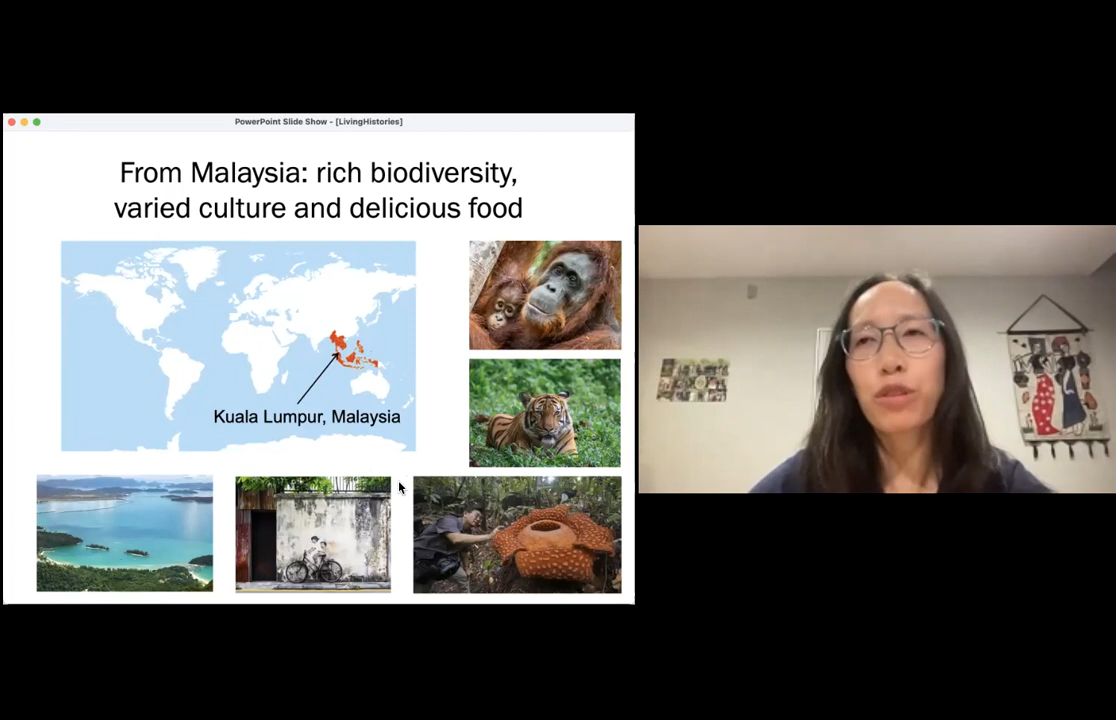 PowerPoint Slide Show - [LivingHistories]
From Malaysia: rich biodiversity,
varied culture and delicious food
Kuala Lumpur, Malaysia